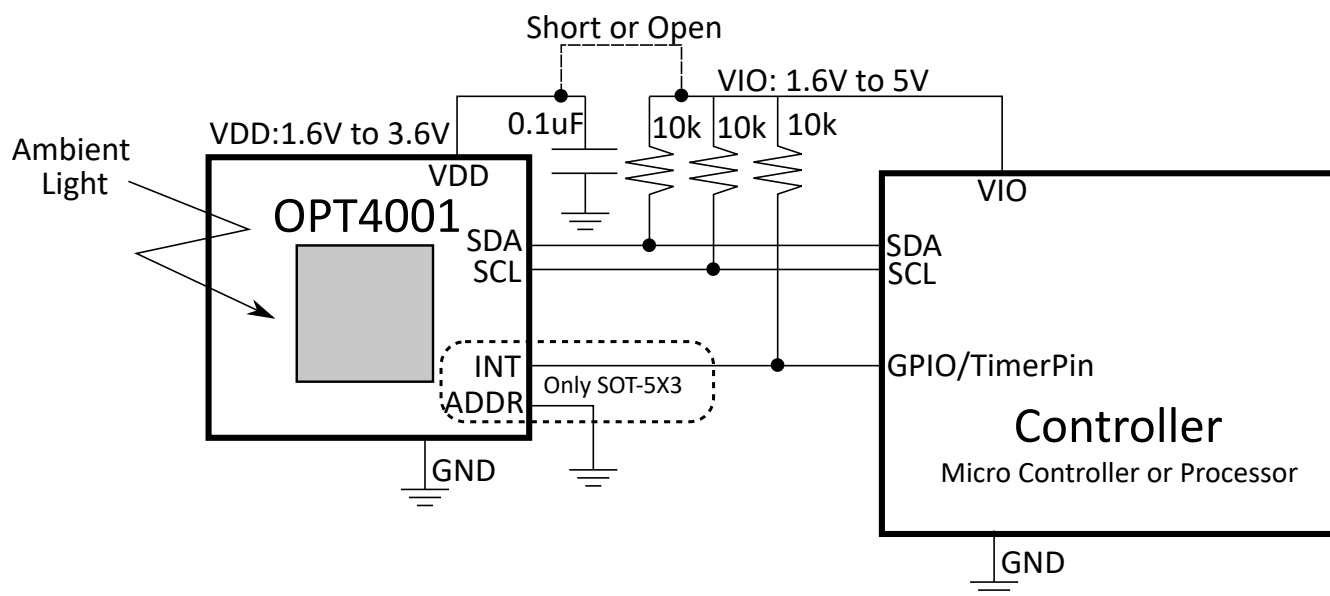 Short or Open
VIO: 1.6V to 5V
VDD:1.6V to 3.6V
0.1uF
10k
10k
10k
Ambient
Light
VDD
OPT4001
SDA
SCL
INT
ADDR
Only SOT-5X3
GND
VIO
SDA
SCL
GPIO/TimerPin
Controller
Micro Controller or Processor
GND